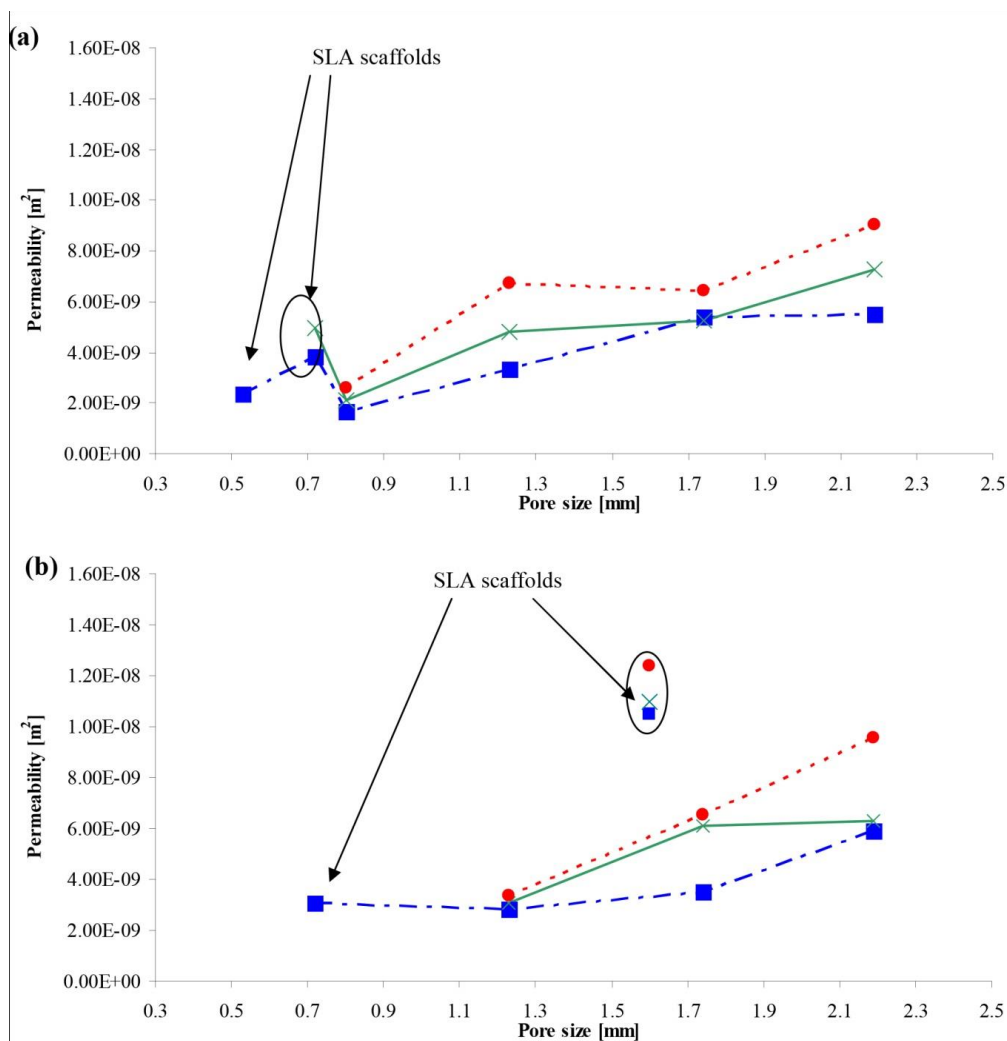 (a)
SLA scaffolds
1.60E-08
1.40E-08
1.20E-08
1.00E-08
8.00E-09
6.00E-09
4.00E-09
2.00E-09
0.00E+00
Permeability [m²]
0.3 0.5 0.7 0.9 1.1 1.3 1.5 1.7 1.9 2.1 2.3 2.5
Pore size [mm]
(b)
SLA scaffolds
1.60E-08
1.40E-08
1.20E-08
1.00E-08
8.00E-09
6.00E-09
4.00E-09
2.00E-09
0.00E+00
Permeability [m²]
0.3 0.5 0.7 0.9 1.1 1.3 1.5 1.7 1.9 2.1 2.3 2.5
Pore size [mm]